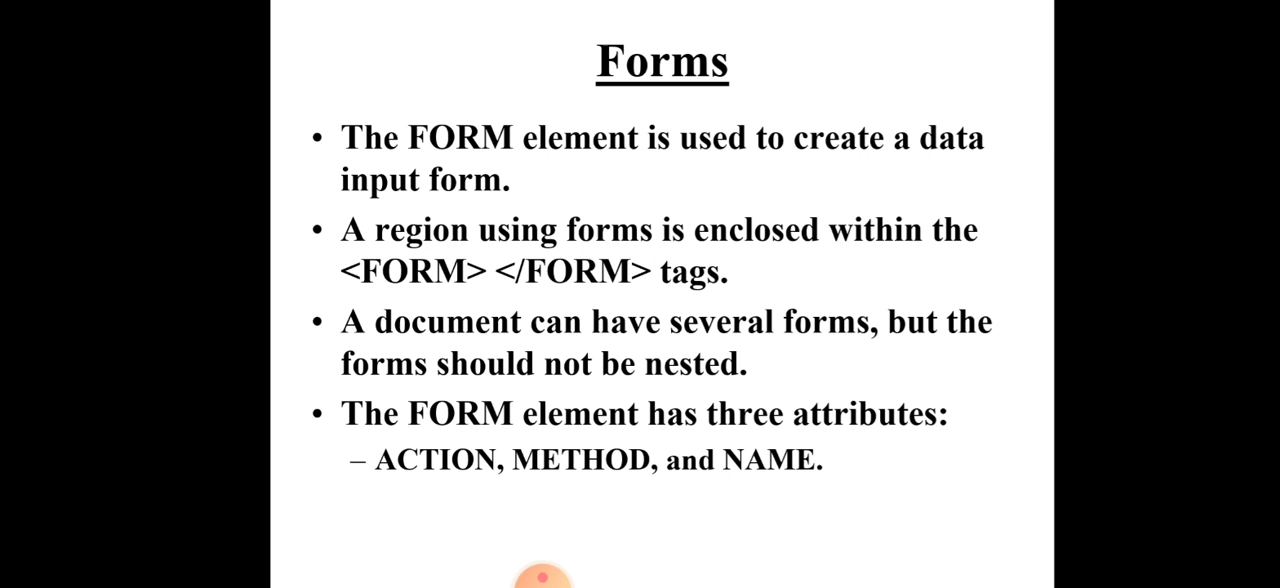 Forms
• The FORM element is used to create a data
input form.
• A region using forms is enclosed within the
<FORM> </FORM> tags.
• A document can have several forms, but the
forms should not be nested.
• The FORM element has three attributes:
– ACTION, METHOD, and NAME.